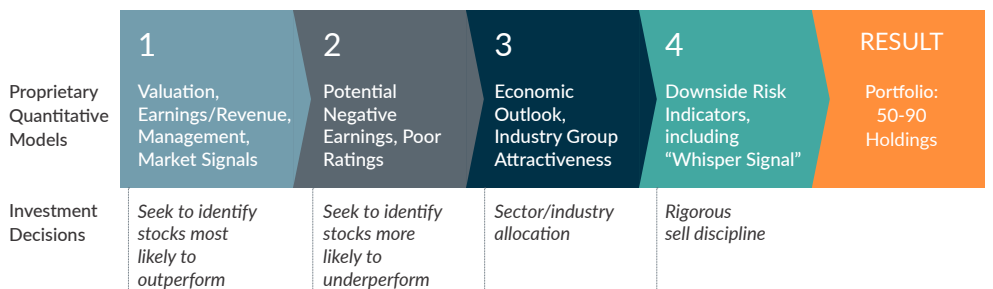 Proprietary
Quantitative
Models
1
Valuation,
Earnings/Revenue,
Management,
Market Signals
2
Potential
Negative
Earnings, Poor
Ratings
3
Economic
Outlook,
Industry Group
Attractiveness
4
Downside Risk
Indicators,
including
“Whisper Signal”
RESULT
Portfolio:
50-90
Holdings
Investment
Decisions
Seek to identify
stocks most
likely to
outperform
Seek to identify
stocks more
likely to
underperform
Sector/industry
allocation
Rigorous
sell discipline